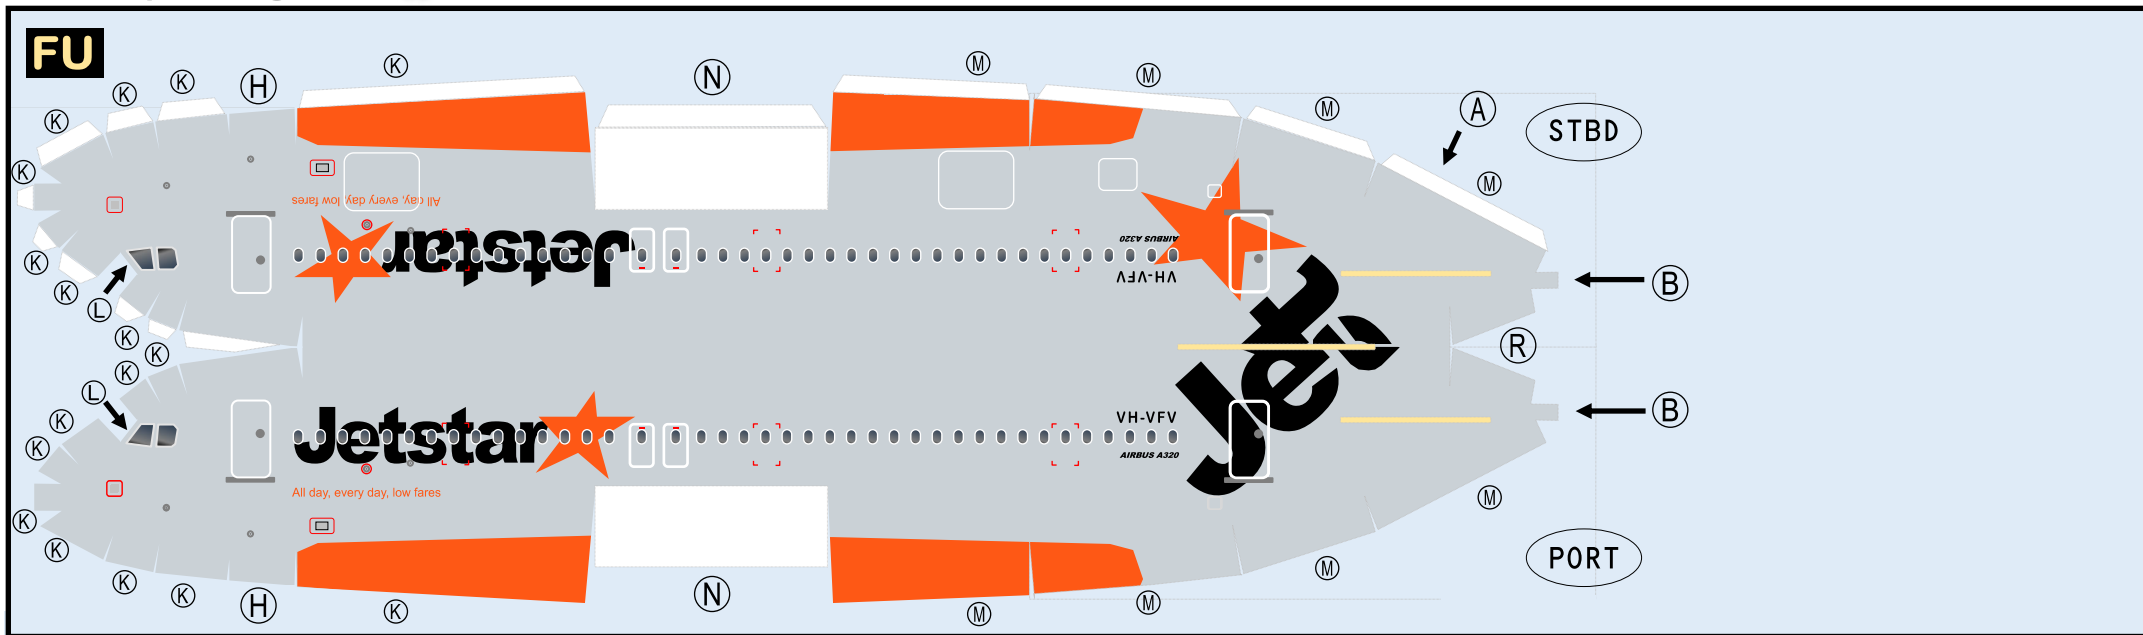 FU
K
K
K
K
K
H
K
N
M
M
M
A
M
STBD
All day, every day, low fares
Jetstar
AIRBUS A320
VH-VFV
K
K
L
K
K
B
R
Jet
L
K
K
K
B
Jetstar
VH-VFV
AIRBUS A320
All day, every day, low fares
K
K
K
K
H
K
N
M
M
M
M
PORT